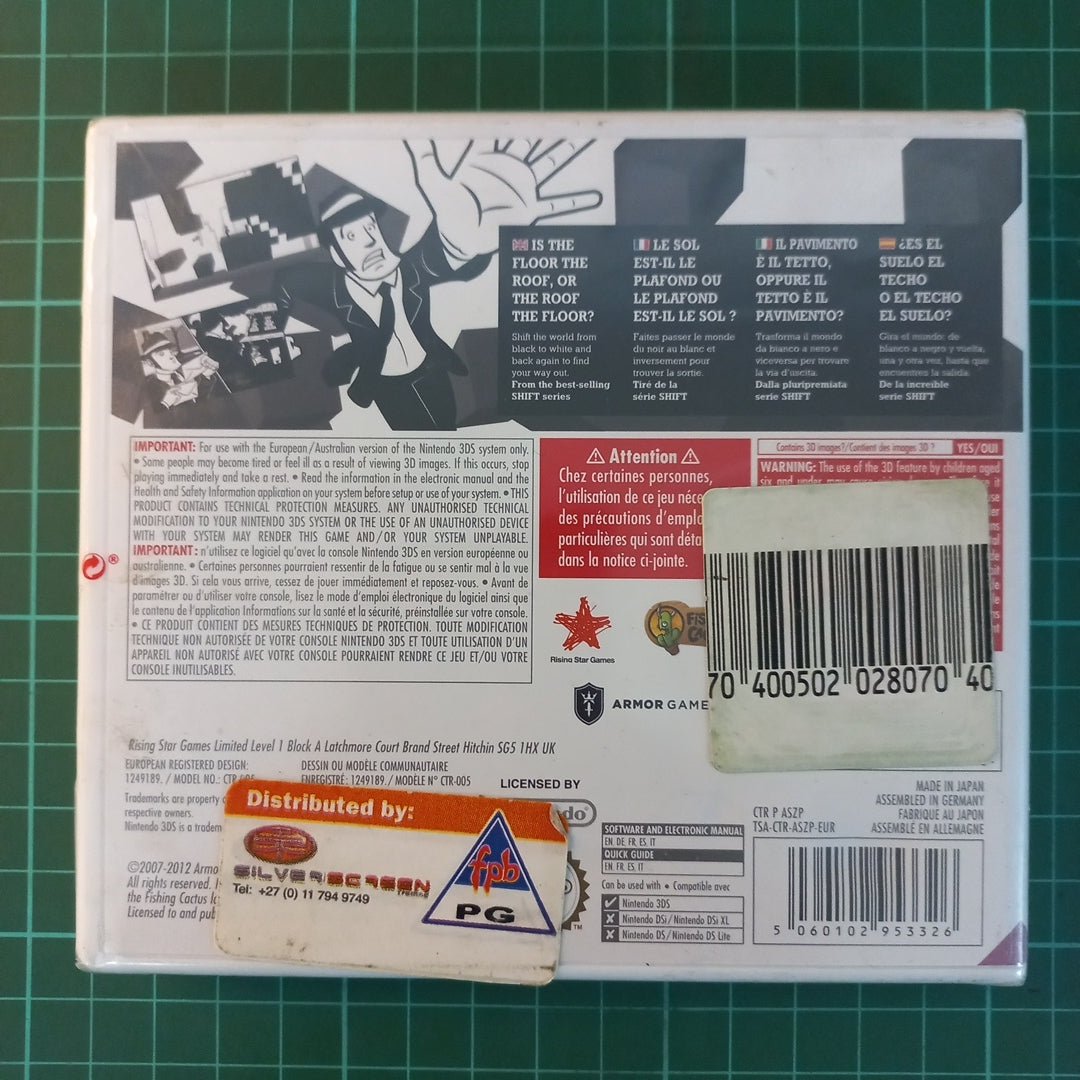 IS THE
FLOOR THE
ROOF, OR
THE ROOF
THE FLOOR?
Shift the world from
black to white and
back again to find
your way out.
From the best-selling
SHIFT series
LE SOL
EST-IL LE
PLAFOND OU
LE PLAFOND
EST-IL LE SOL ?
Faites passer le monde
du noir au blanc et
inversement pour
trouver la sortie.
Tiré de la
série SHIFT
IL PAVIMENTO
È IL TETTO,
OPPURE IL
TETTO È IL
PAVIMENTO?
Trasforma il mondo
da bianco a nero e
viceversa per trovare
la via d'uscita.
Dalla pluripremiata
serie SHIFT
¿ES EL
SUELO EL
TECHO
O EL TECHO
EL SUELO?
Gira el mundo: de
blanco a negro y vuelta,
una y otra vez, hasta que
encuentres la salida.
De la increíble
serie SHIFT
IMPORTANT: For use with the European/Australian version of the Nintendo 3DS system only.
• Some people may become tired or feel ill as a result of viewing 3D images. If this occurs, stop
playing immediately and take a rest. • Read the information in the electronic manual and the
Health and Safety Information application on your system before setup or use of your system. • THIS
PRODUCT CONTAINS TECHNICAL PROTECTION MEASURES. ANY UNAUTHORISED TECHNICAL
MODIFICATION TO YOUR NINTENDO 3DS SYSTEM OR THE USE OF AN UNAUTHORISED DEVICE
WITH YOUR SYSTEM MAY RENDER THIS GAME AND/OR YOUR SYSTEM UNPLAYABLE.
IMPORTANT: n'utilisez ce logiciel qu'avec la console Nintendo 3DS en version européenne ou
australienne. • Certaines personnes pourraient ressentir de la fatigue ou se sentir mal à la vue
d'images 3D. Si cela vous arrive, cessez de jouer immédiatement et reposez-vous. • Avant de
paramétrer ou d'utiliser votre console, lisez le mode d'emploi électronique du logiciel ainsi que
le contenu de l'application Informations sur la santé et la sécurité, préinstallée sur votre console.
• CE PRODUIT CONTIENT DES MESURES TECHNIQUES DE PROTECTION. TOUTE MODIFICATION
TECHNIQUE NON AUTORISÉE DE VOTRE CONSOLE NINTENDO 3DS ET TOUTE UTILISATION D'UN
APPAREIL NON AUTORISÉ AVEC VOTRE CONSOLE POURRAIENT RENDRE CE JEU ET/OU VOTRE
CONSOLE INUTILISABLES.
Attention
Chez certaines personnes,
l'utilisation de ce jeu néce
des précautions d'emplo
particulières qui sont déta
dans la notice ci-jointe.
Contains 3D images?/Contient des images 3D ? YES/OUI
WARNING: The use of the 3D feature by children aged
six and under may cause
Rising Star Games
ARMOR GAME
70 400502 028070 40
Rising Star Games Limited Level 1 Block A Latchmore Court Brand Street Hitchin SG5 1HX UK
EUROPEAN REGISTERED DESIGN:
1249189. / MODEL NO.: CTR-005
DESSIN OU MODÈLE COMMUNAUTAIRE
ENREGISTRÉ: 1249189. / MODÈLE N° CTR-005
Trademarks are property
respective owners.
Nintendo 3DS is a tradem
©2007-2012 Armo
All rights reserved.
the Fishing Cactus lo
Licensed to and pub
Distributed by:
SILVERSCREEN
Trading
Tel: +27 (0) 11 794 9749
fpb
PG
LICENSED BY
ndo
SOFTWARE AND ELECTRONIC MANUAL
EN, DE, FR, ES, IT
QUICK GUIDE
EN, FR, ES, IT
Can be used with • Compatible avec
Nintendo 3DS
Nintendo DSi/Nintendo DSi XL
Nintendo DS/Nintendo DS Lite
CTR P ASZP
TSA-CTR-ASZP-EUR
MADE IN JAPAN
ASSEMBLED IN GERMANY
FABRIQUÉ AU JAPON
ASSEMBLÉ EN ALLEMAGNE
5 060102 953326